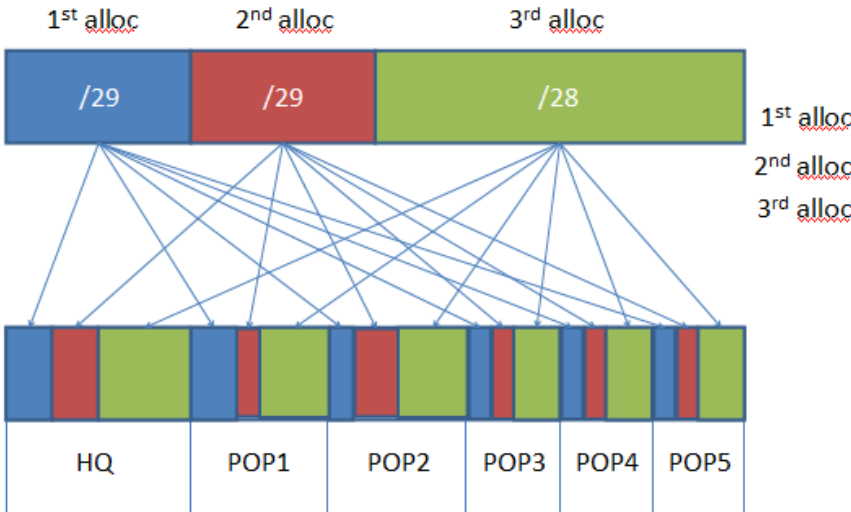 1st alloc 2nd alloc 3rd alloc
/29 /29 /28
1st alloc
2nd alloc
3rd alloc
HQ POP1 POP2 POP3 POP4 POP5